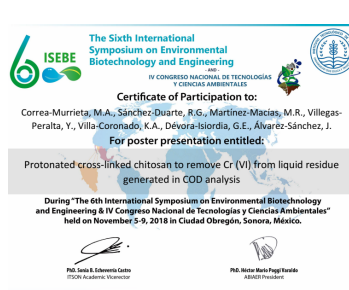 6 ISEBE
The Sixth International
Symposium on Environmental
Biotechnology and Engineering
- AND -
IV CONGRESO NACIONAL DE TECNOLOGÍAS
Y CIENCIAS AMBIENTALES
Certificate of Participation to:
Correa-Murrieta, M.A., Sánchez-Duarte, R.G., Martínez-Macías, M.R., Villegas-
Peralta, Y., Villa-Coronado, K.A., Dévora-Isiordia, G.E., Álvarez-Sánchez, J.
For poster presentation entitled:
Protonated cross-linked chitosan to remove Cr (VI) from liquid residue
generated in COD analysis
During "The 6th International Symposium on Environmental Biotechnology
and Engineering & IV Congreso Nacional de Tecnologías y Ciencias Ambientales"
held on November 5-9, 2018 in Ciudad Obregón, Sonora, México.
PhD. Sonia B. Echeverría Castro
ITSON Academic Vicerector
PhD. Héctor Mario Poggi Varaldo
ABIAER President